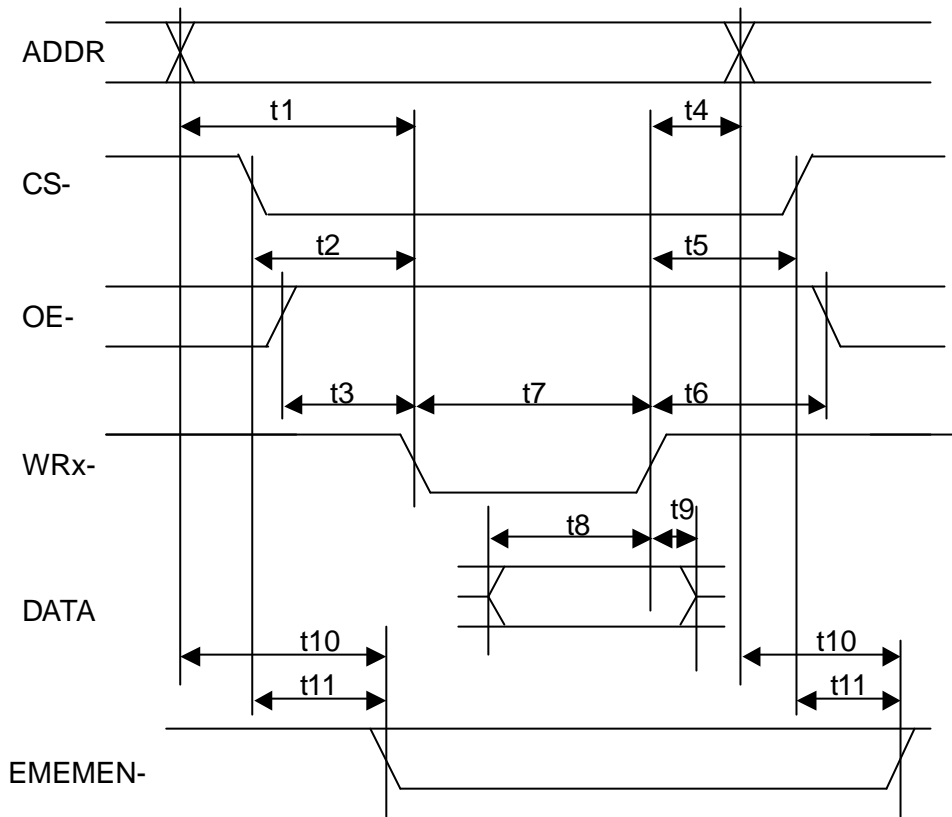 ADDR
t1
t4
CS-
t2
t5
OE-
t3
t7
t6
WRx-
t8
t9
DATA
t10
t10
t11
t11
EMEMEN-